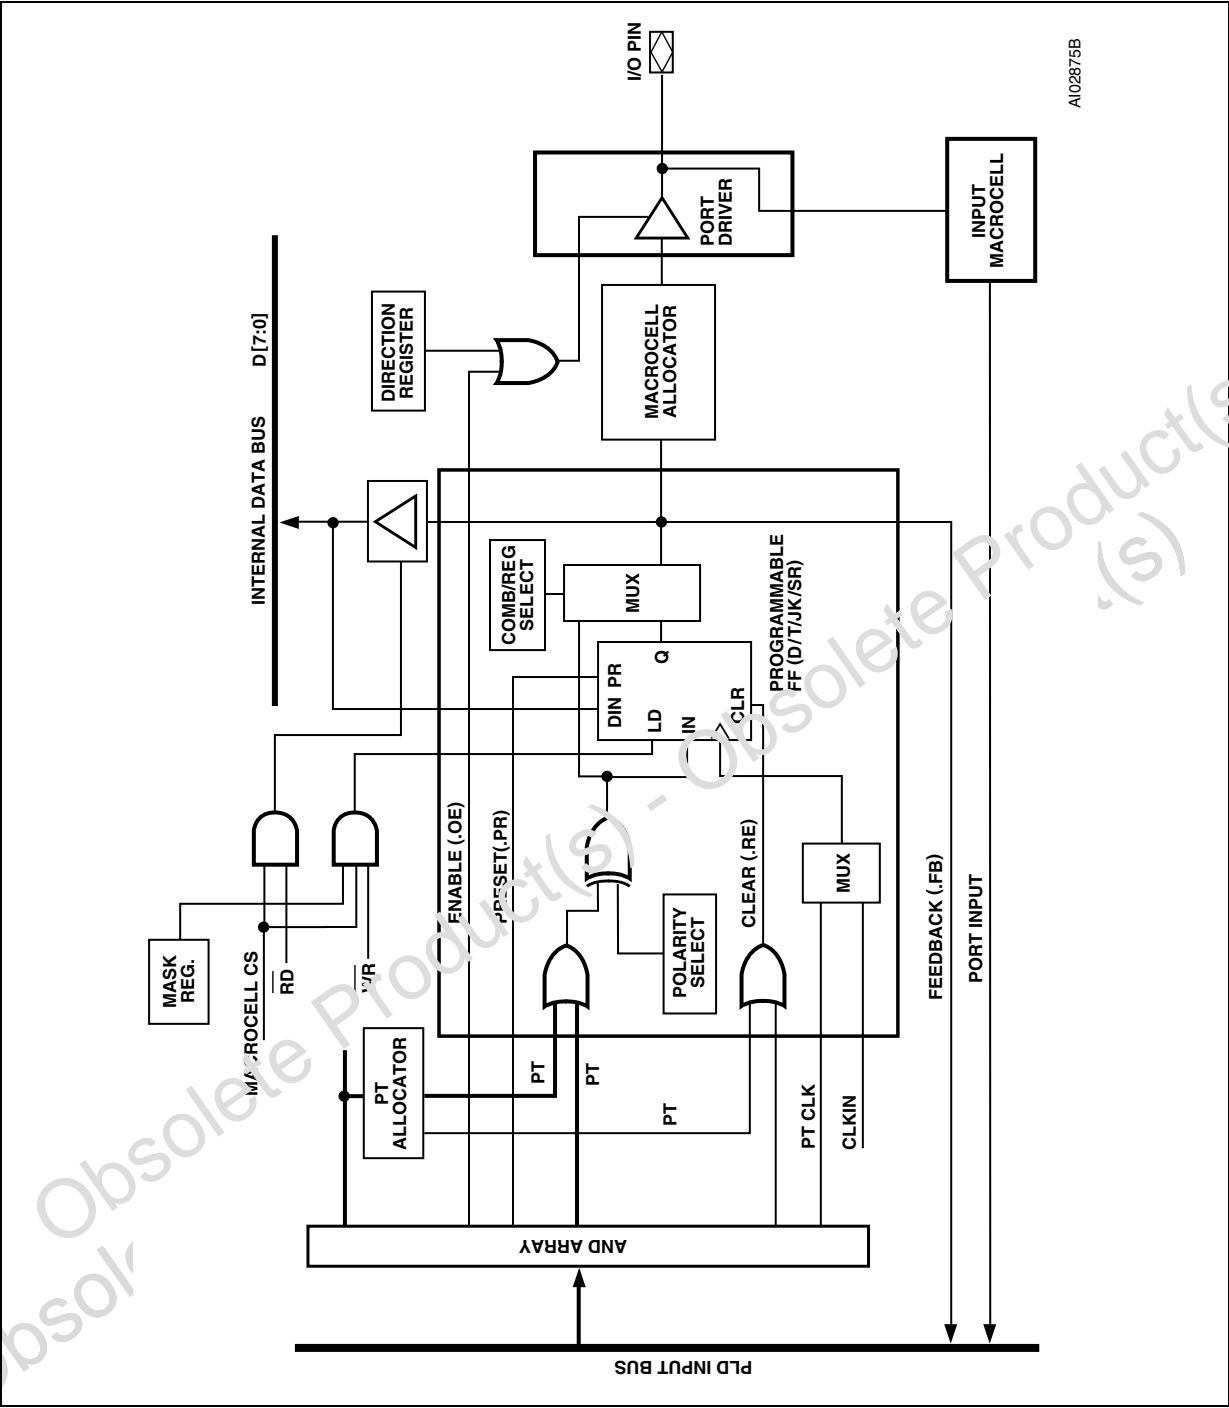 I/O PIN
AI02875B
INPUT
MACROCELL
PORT
DRIVER
DIRECTION
REGISTER
MACROCELL
ALLOCATOR
INTERNAL DATA BUS D[7:0]
COMB/REG
SELECT
MUX
PROGRAMMABLE
FF (D/T/JK/SR)
DIN PR
LD
Q
IN
CLR
ENABLE (.OE)
PRESET(.PR)
CLEAR (.RE)
MUX
POLARITY
SELECT
MASK
REG.
MACROCELL CS
RD
WR
PT
ALLOCATOR
PT
PT
PT
PT CLK
CLKIN
FEEDBACK (.FB)
PORT INPUT
AND ARRAY
PLD INPUT BUS
Obsolete Product(s) - Obsolete Product(s)